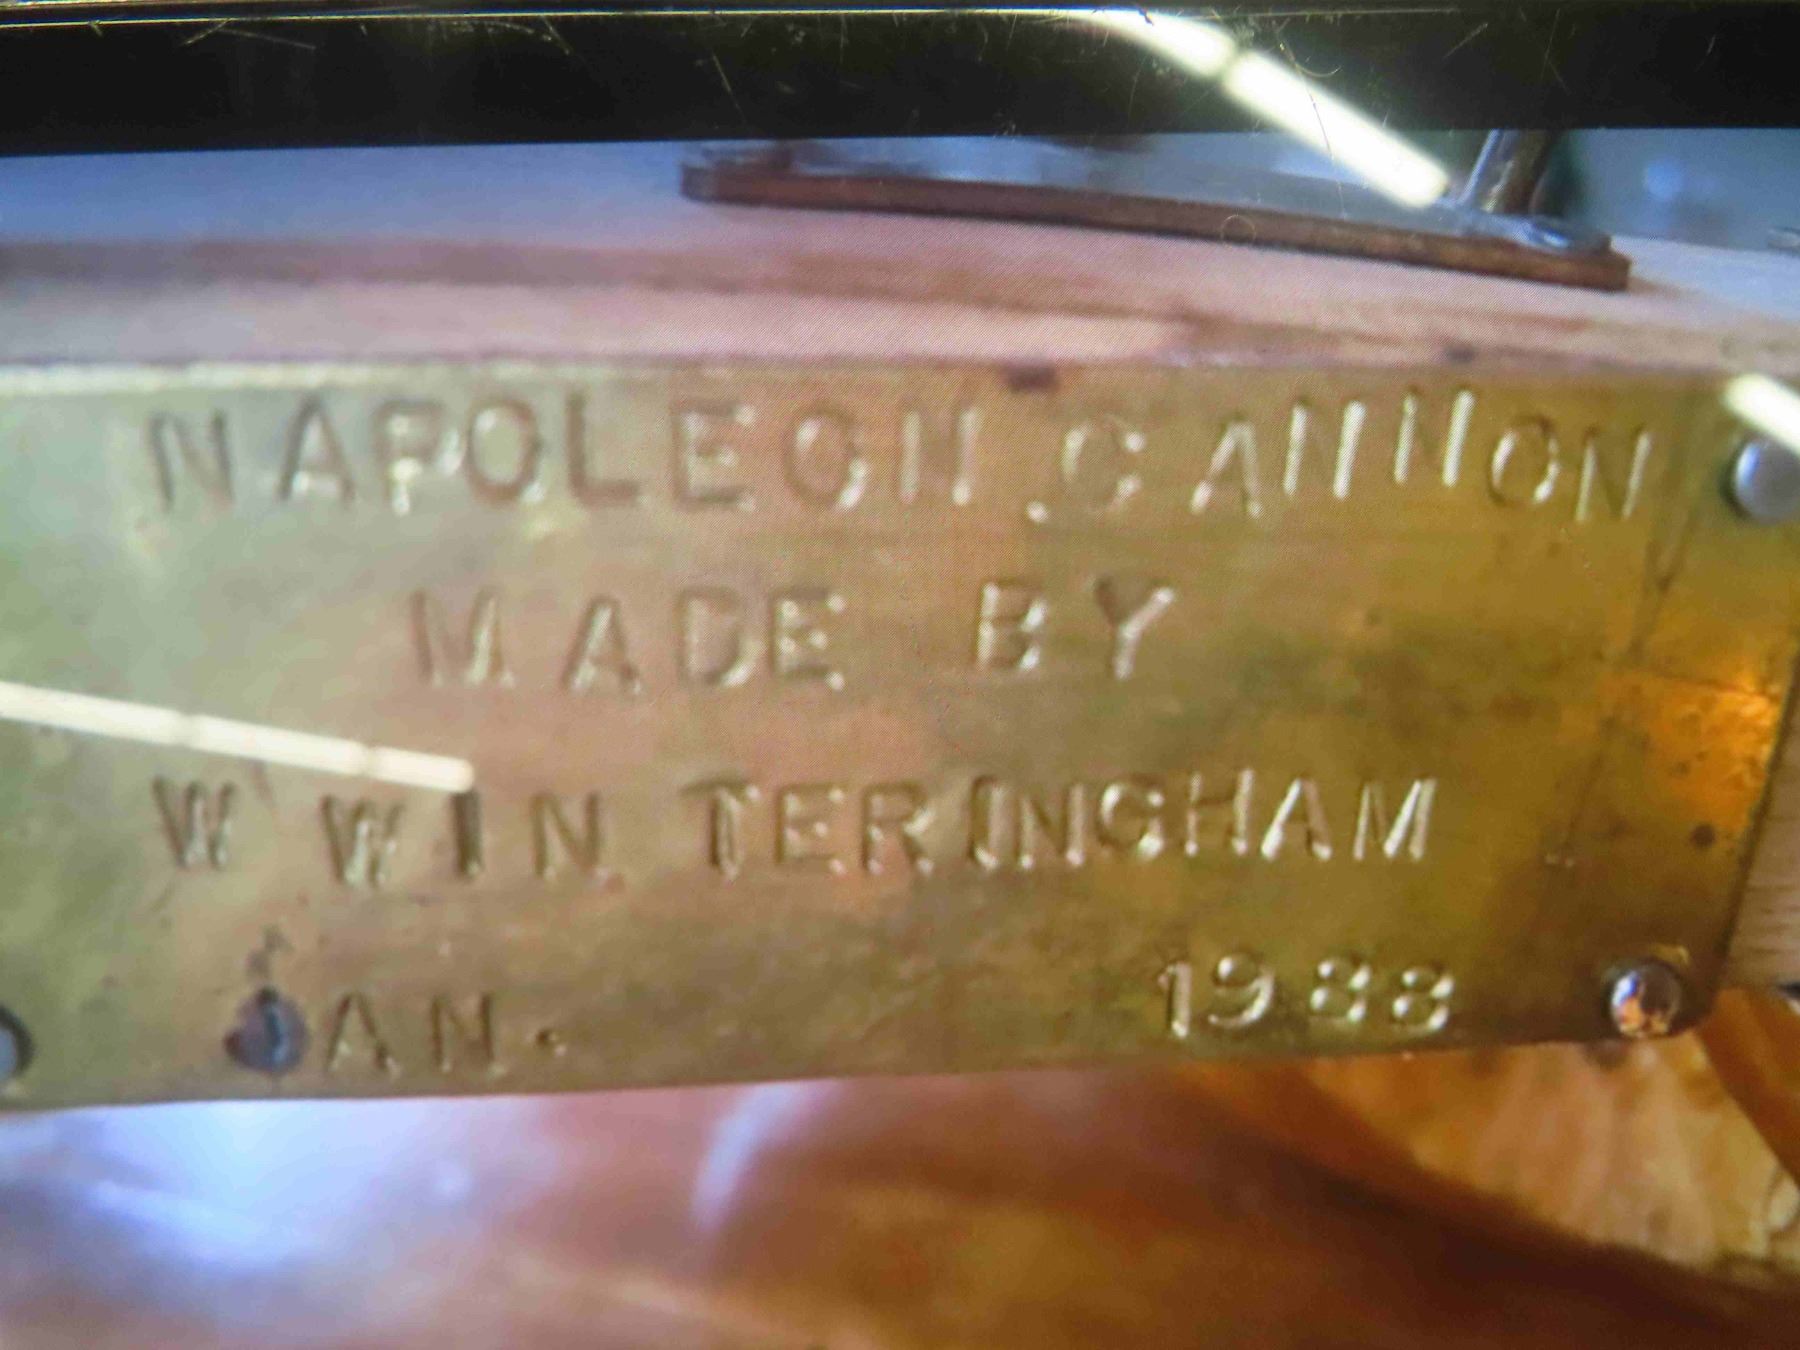 NAPOLEON. CANNON
MADE BY
W WINTERINGHAM
JAN. 1988